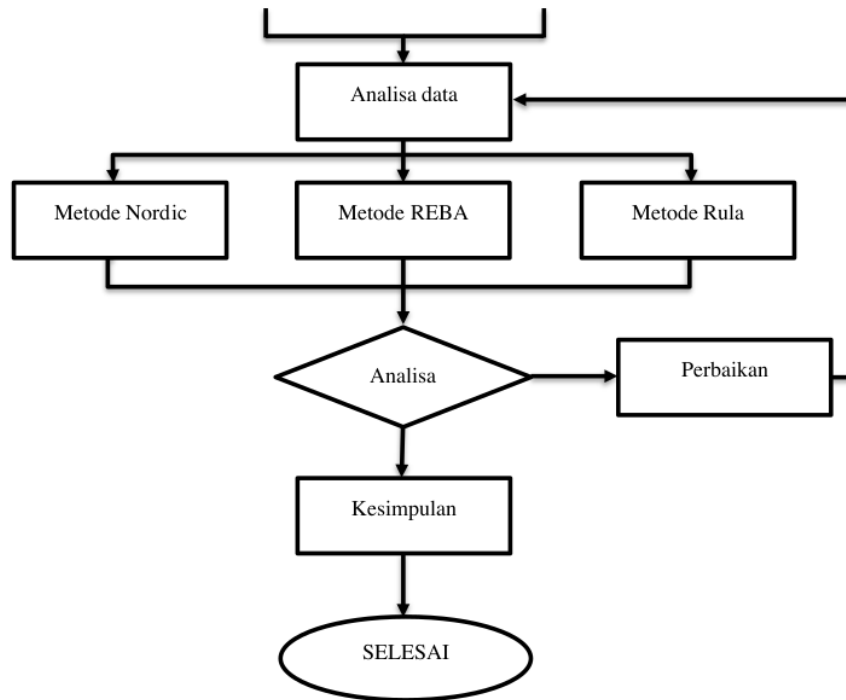 Analisa data
Metode Nordic
Metode REBA
Metode Rula
Analisa
Perbaikan
Kesimpulan
SELESAI